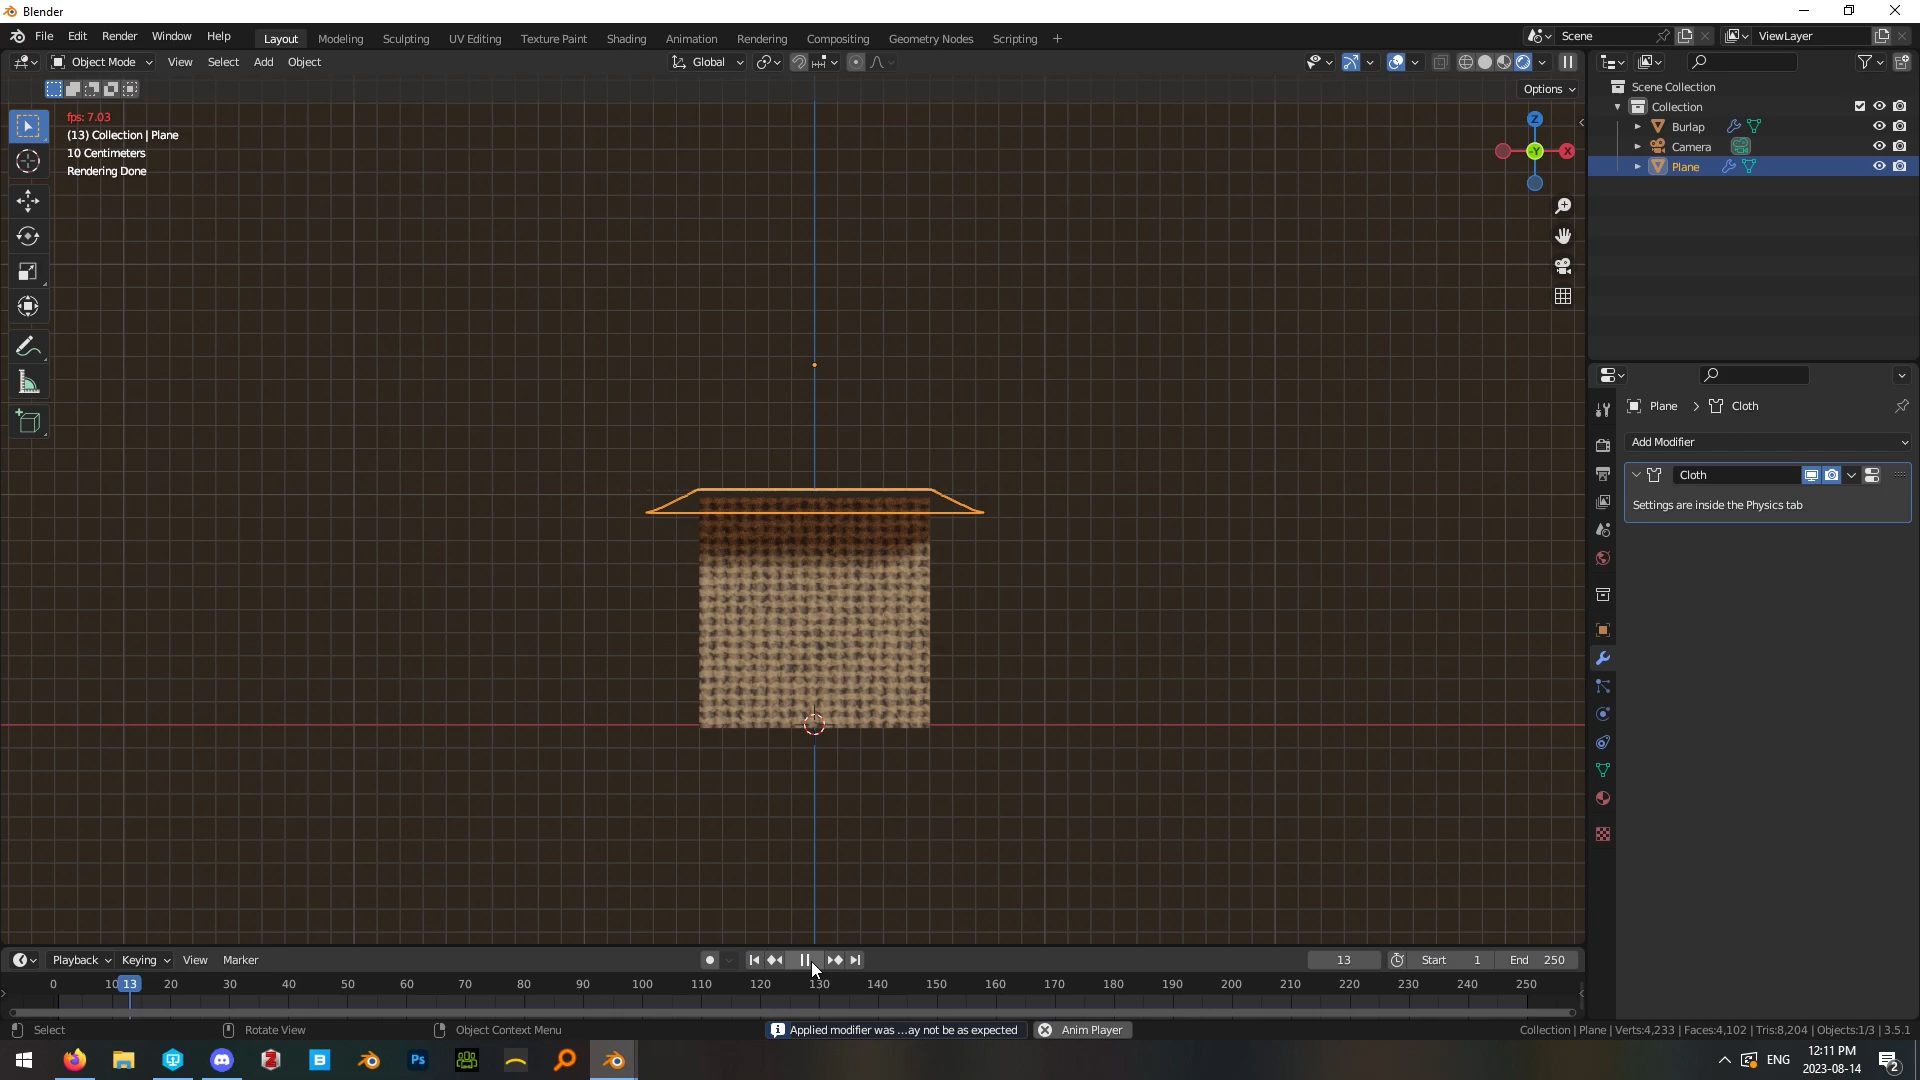 Blender
File Edit Render Window Help Layout Modeling Sculpting UV Editing Texture Paint Shading Animation Rendering Compositing Geometry Nodes Scripting + Scene ViewLayer
Object Mode View Select Add Object Global
Options
fps: 7.03
(13) Collection | Plane
10 Centimeters
Rendering Done
Z
-Y X
Scene Collection
Collection
Burlap
Camera
Plane
Plane > Cloth
Add Modifier
Cloth
Settings are inside the Physics tab
Playback Keying View Marker 13 Start 1 End 250
0 10 13 20 30 40 50 60 70 80 90 100 110 120 130 140 150 160 170 180 190 200 210 220 230 240 250
Select Rotate View Object Context Menu Applied modifier was ...ay not be as expected Anim Player Collection | Plane | Verts:4,233 | Faces:4,102 | Tris:8,204 | Objects:1/3 | 3.5.1
Z B Ps ENG 12:11 PM
2023-08-14 2